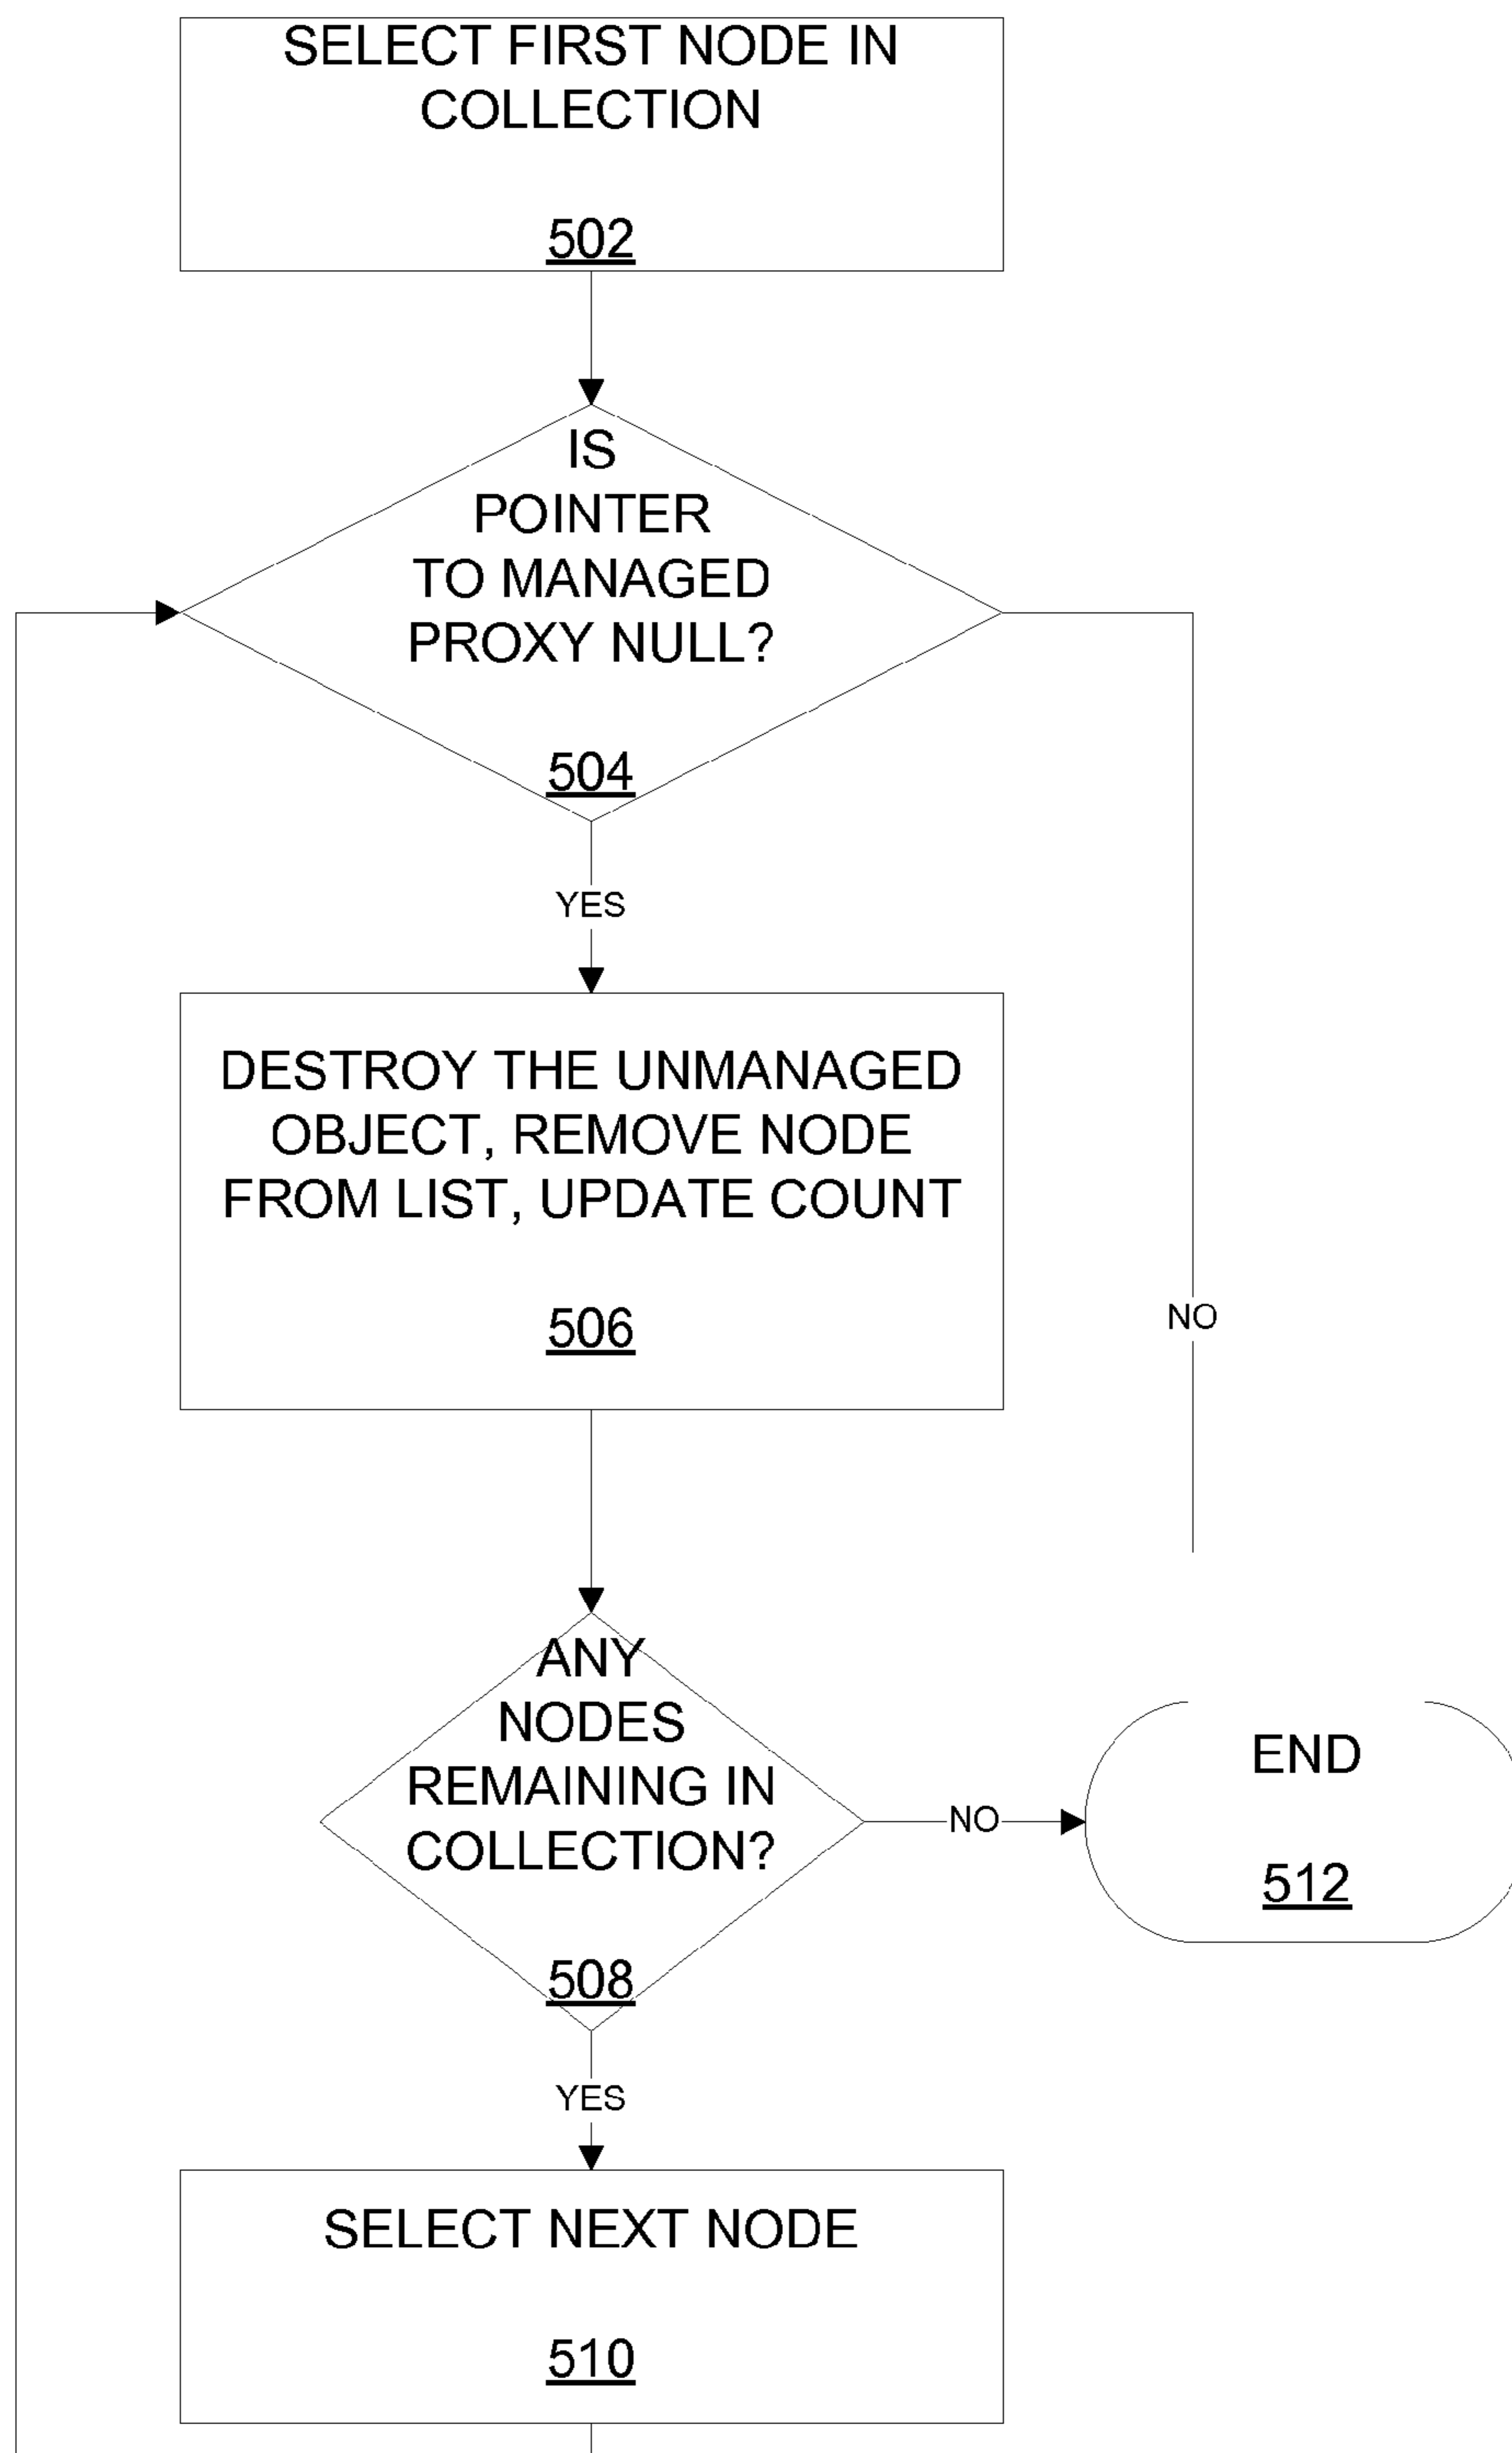 SELECT FIRST NODE IN
COLLECTION
502
IS
POINTER
TO MANAGED
PROXY NULL?
504
YES
DESTROY THE UNMANAGED
OBJECT, REMOVE NODE
FROM LIST, UPDATE COUNT
506
NO
ANY
NODES
REMAINING IN
COLLECTION?
508
NO
END
512
YES
SELECT NEXT NODE
510